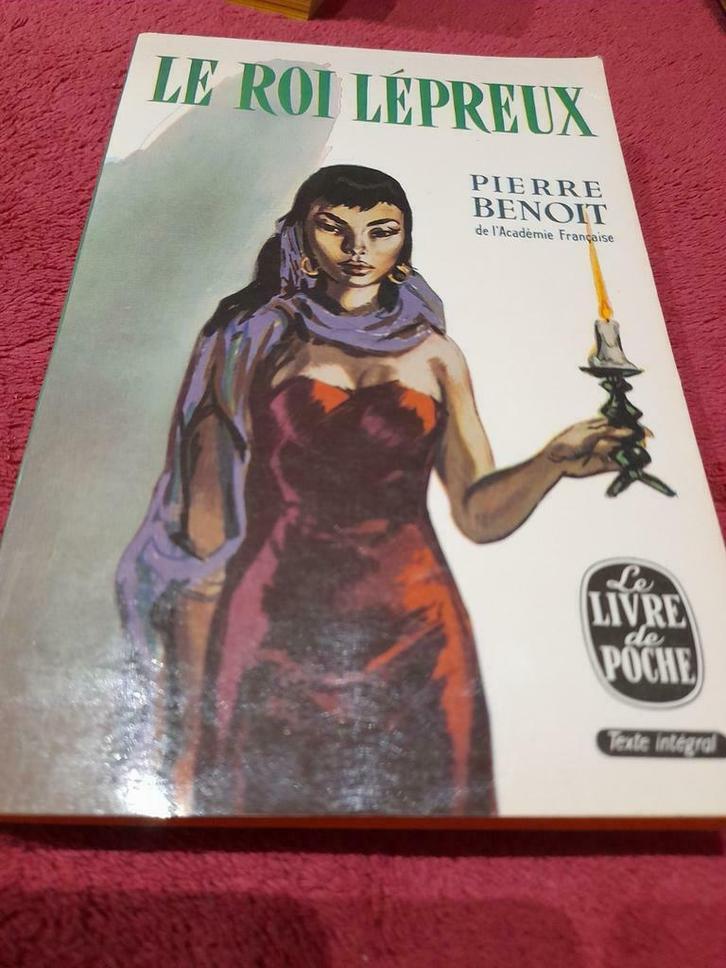 LE ROI LÉPREUX
PIERRE
BENOIT
de l'Académie Française
Le
LIVRE
de
POCHE
Texte intégral